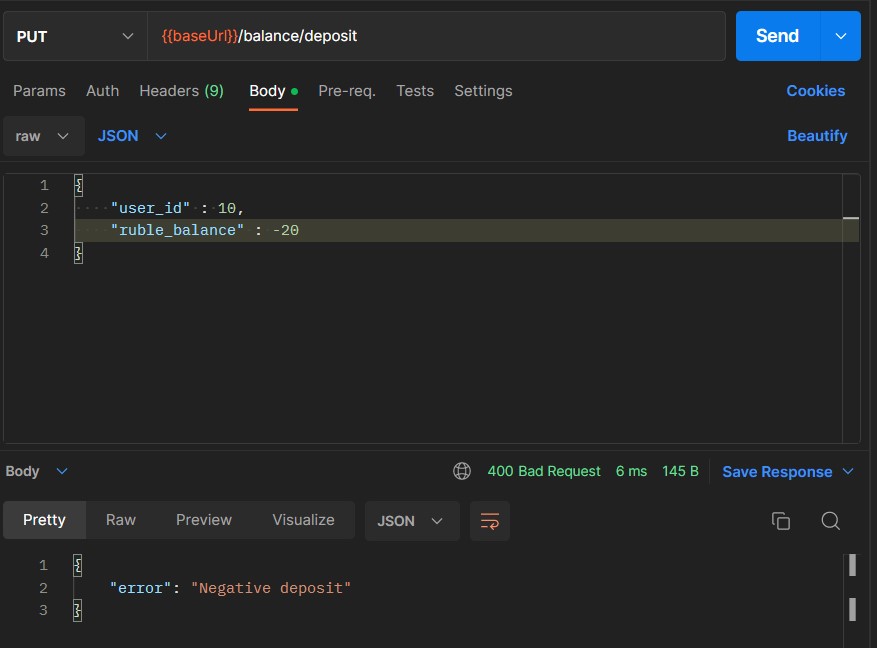 PUT {{baseUrl}}/balance/deposit Send
Params Auth Headers (9) Body Pre-req. Tests Settings Cookies
raw JSON Beautify
1 {
2 "user_id" : 10,
3 "ruble_balance" : -20
4 }
Body 400 Bad Request 6 ms 145 B Save Response
Pretty Raw Preview Visualize JSON
1 {
2 "error": "Negative deposit"
3 }